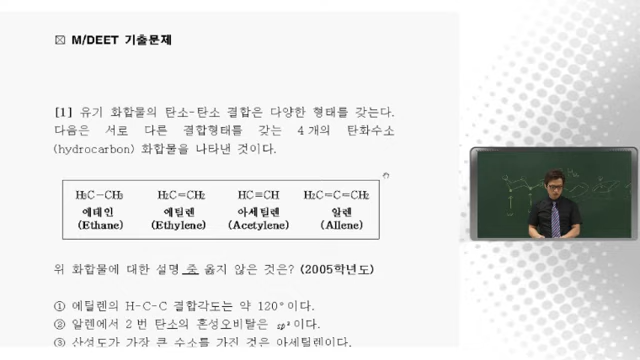 M/DEET 기출문제
[1] 유기 화합물의 탄소-탄소 결합은 다양한 형태를 갖는다.
다음은 서로 다른 결합형태를 갖는 4개의 탄화수소
(hydrocarbon) 화합물을 나타낸 것이다.
H₃C－CH₃ H₂C＝CH₂ HC≡CH H₂C＝C＝CH₂
에태인 에틸렌 아세틸렌 알렌
(Ethane) (Ethylene) (Acetylene) (Allene)
위 화합물에 대한 설명 중 옳지 않은 것은? (2005학년도)
① 에틸렌의 H-C-C 결합각도는 약 120°이다.
② 알렌에서 2번 탄소의 혼성오비탈은 sp²이다.
③ 산성도가 가장 큰 수소를 가진 것은 아세틸렌이다.